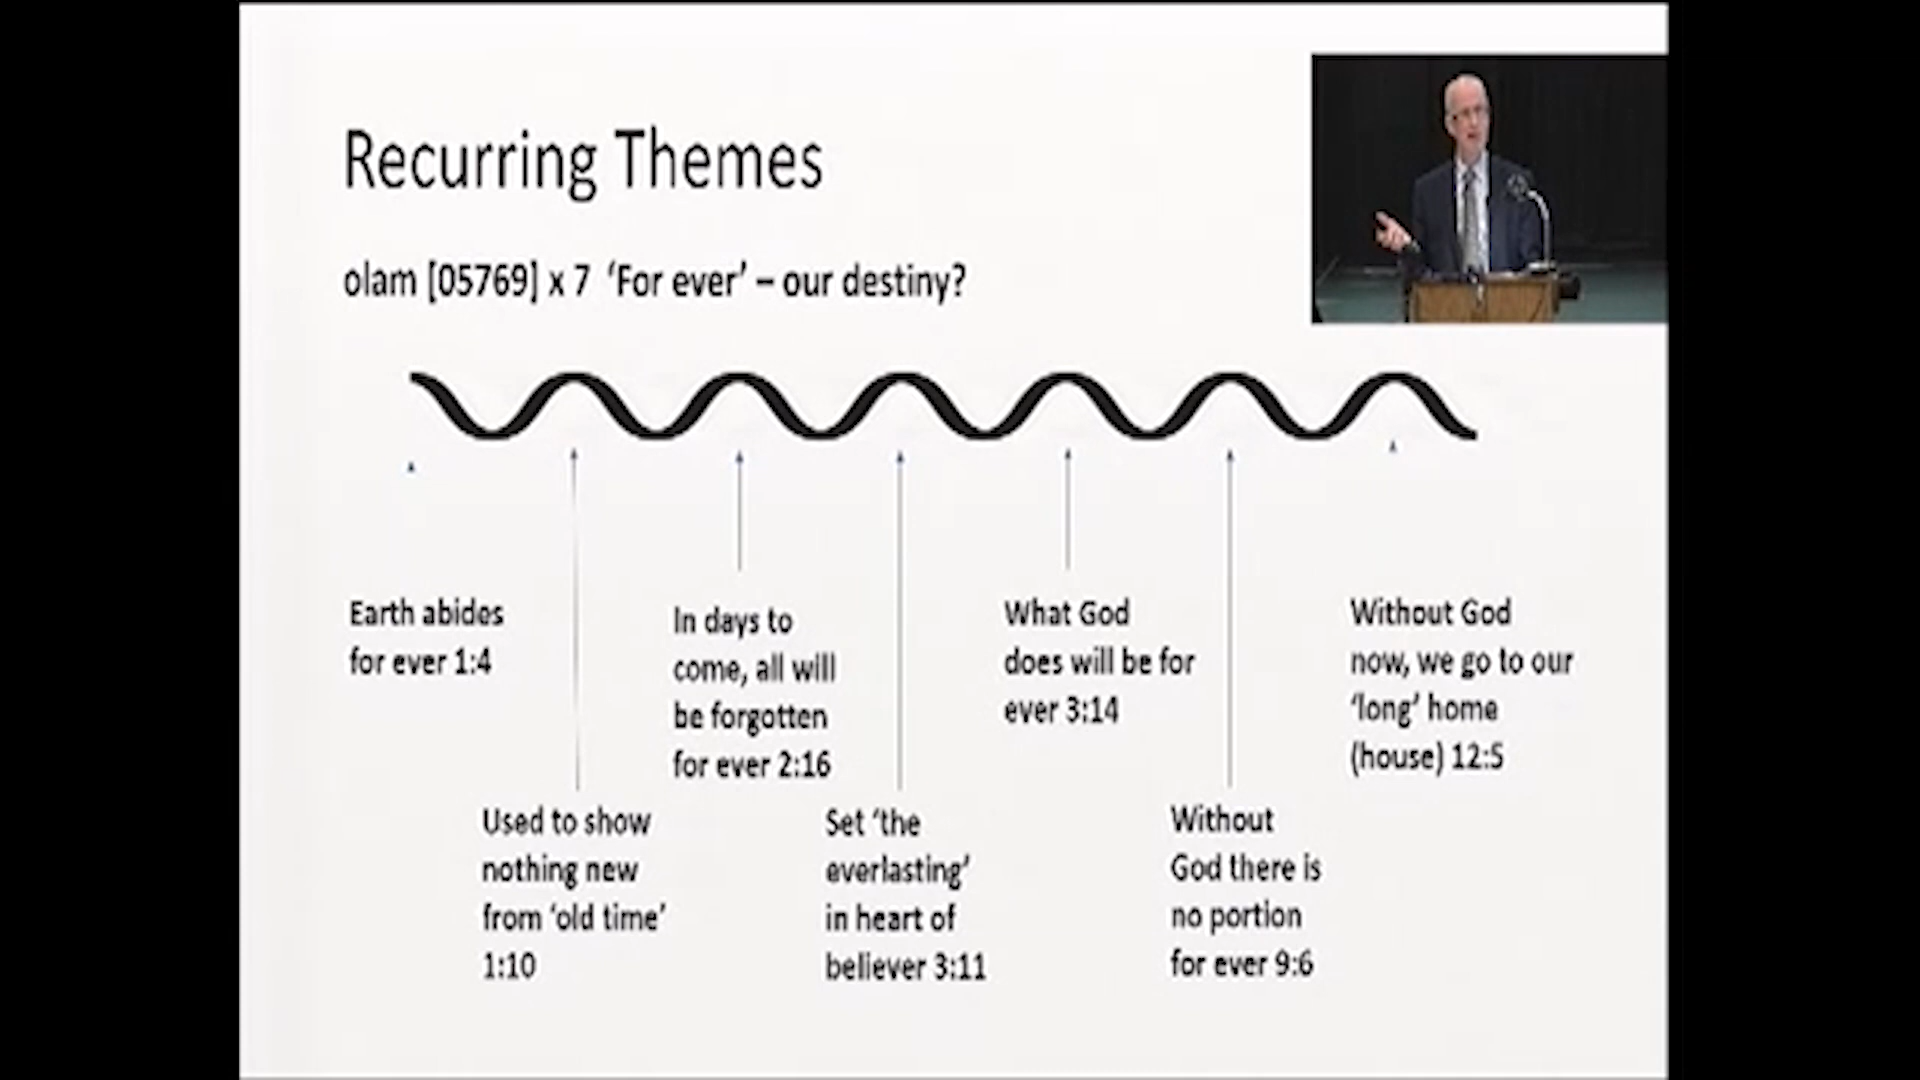 Recurring Themes
olam [05769] x 7 ‘For ever’ – our destiny?
Earth abides
for ever 1:4
Used to show
nothing new
from ‘old time’
1:10
In days to
come, all will
be forgotten
for ever 2:16
Set ‘the
everlasting’
in heart of
believer 3:11
What God
does will be for
ever 3:14
Without
God there is
no portion
for ever 9:6
Without God
now, we go to our
‘long’ home
(house) 12:5